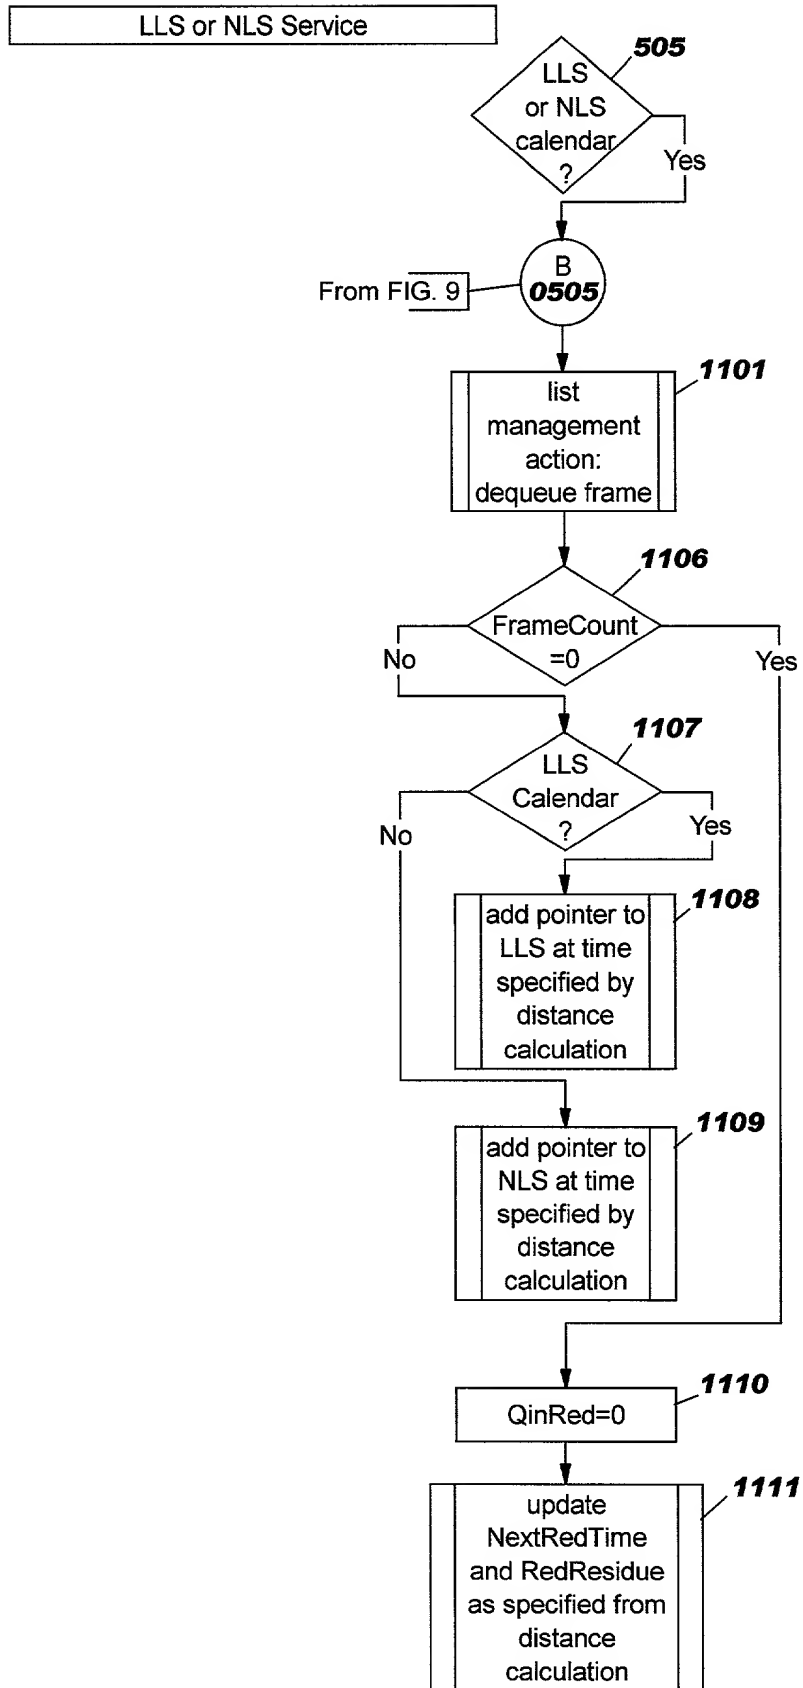 LLS or NLS Service
505
LLS
or NLS
calendar
?
Yes
B
0505
From FIG. 9
1101
list
management
action:
dequeue frame
1106
FrameCount
=0
No
Yes
1107
LLS
Calendar
?
No
Yes
1108
add pointer to
LLS at time
specified by
distance
calculation
1109
add pointer to
NLS at time
specified by
distance
calculation
1110
QinRed=0
1111
update
NextRedTime
and RedResidue
as specified from
distance
calculation